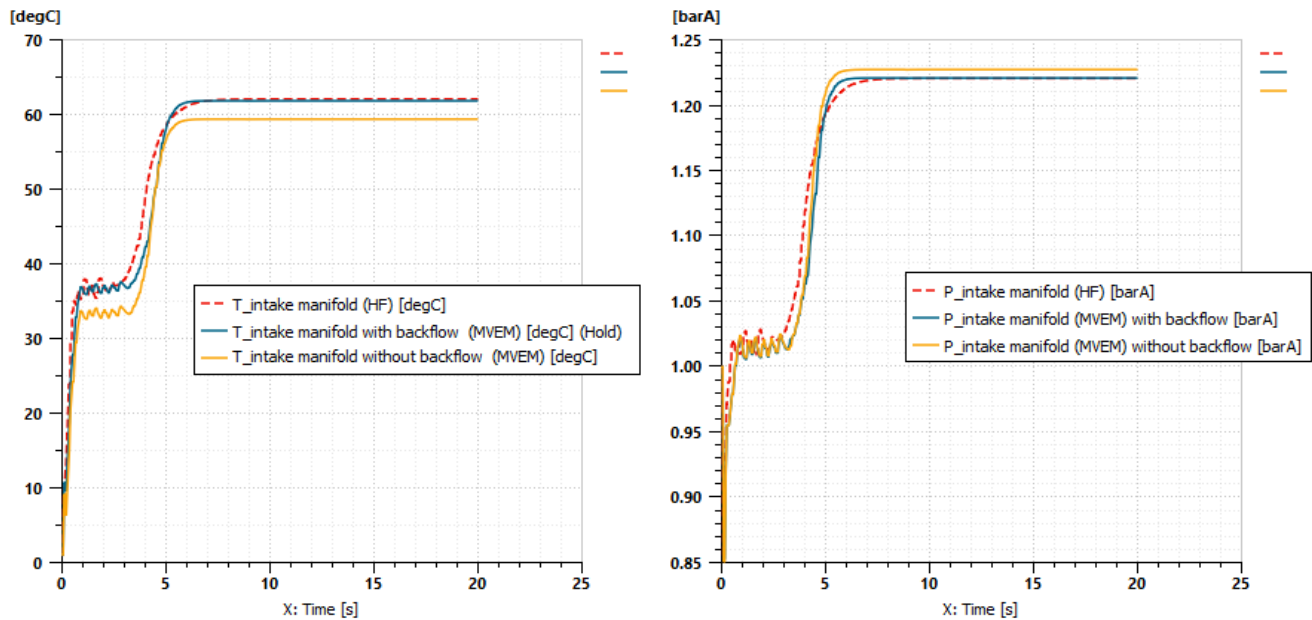 [degC]
70
60
50
40
30
20
10
0
0 5 10 15 20 25
X: Time [s]
T_intake manifold (HF) [degC]
T_intake manifold with backflow (MVEM) [degC] (Hold)
T_intake manifold without backflow (MVEM) [degC]
[barA]
1.25
1.20
1.15
1.10
1.05
1.00
0.95
0.90
0.85
0 5 10 15 20 25
X: Time [s]
P_intake manifold (HF) [barA]
P_intake manifold (MVEM) with backflow [barA]
P_intake manifold (MVEM) without backflow [barA]